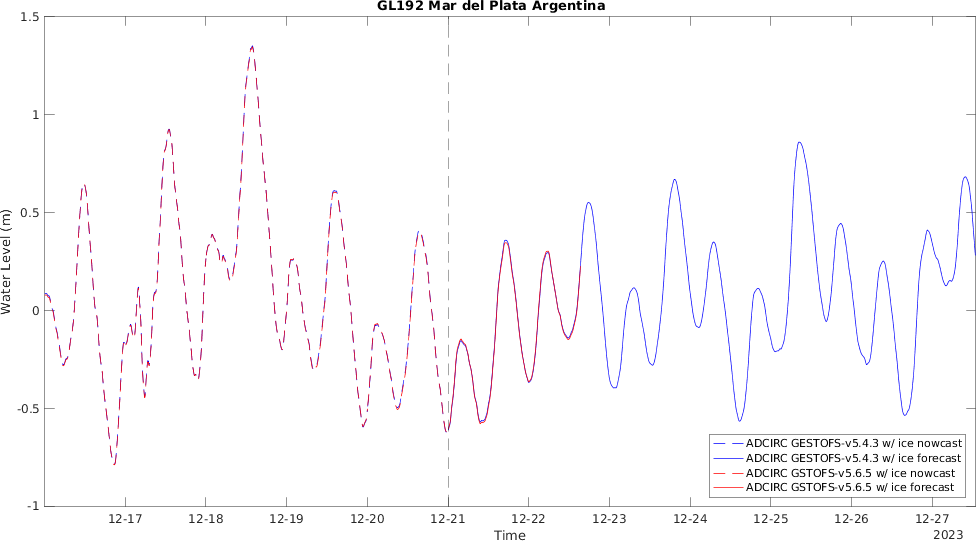 GL192 Mar del Plata Argentina
Water Level (m)
1.5
1
0.5
0
-0.5
-1
ADCIRC GESTOFS-v5.4.3 w/ ice nowcast
ADCIRC GESTOFS-v5.4.3 w/ ice forecast
ADCIRC GSTOFS-v5.6.5 w/ ice nowcast
ADCIRC GSTOFS-v5.6.5 w/ ice forecast
12-17 12-18 12-19 12-20 12-21 12-22 12-23 12-24 12-25 12-26 12-27
Time
2023